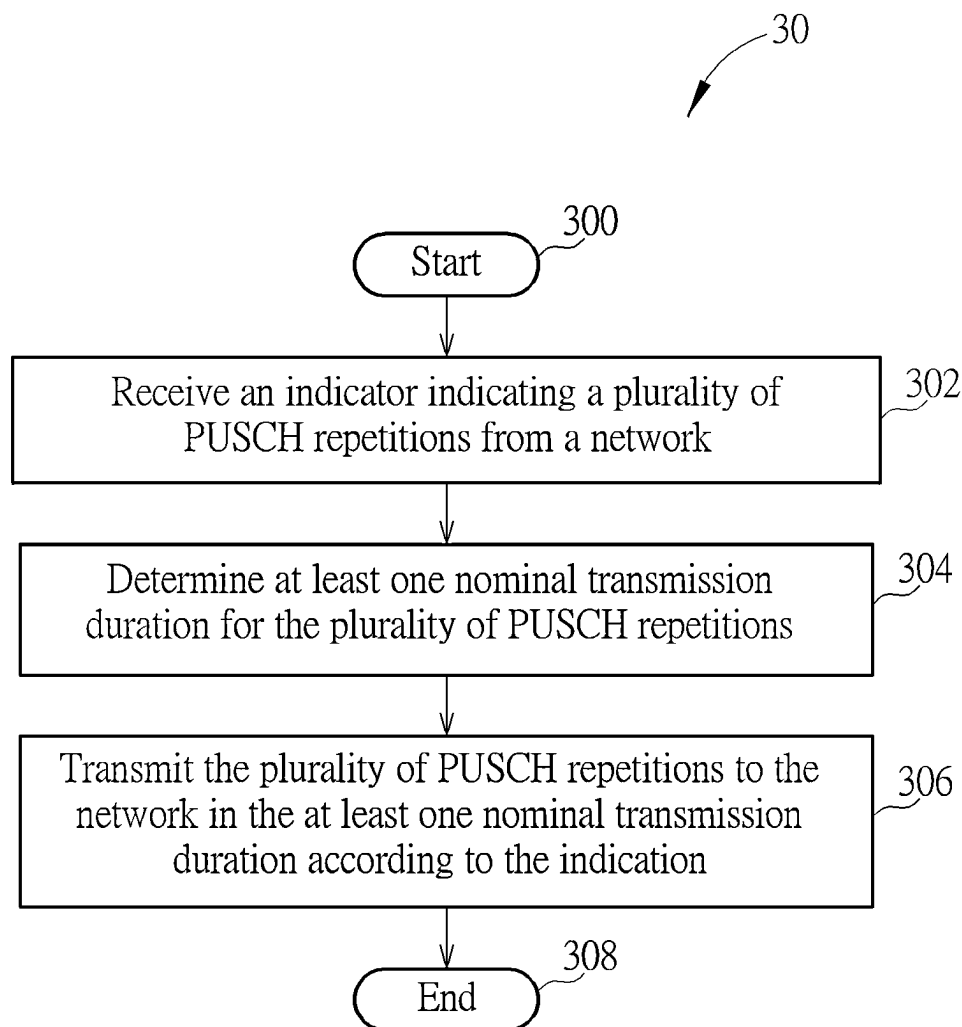 30
Start
300
Receive an indicator indicating a plurality of
PUSCH repetitions from a network
302
Determine at least one nominal transmission
duration for the plurality of PUSCH repetitions
304
Transmit the plurality of PUSCH repetitions to the
network in the at least one nominal transmission
duration according to the indication
306
End
308